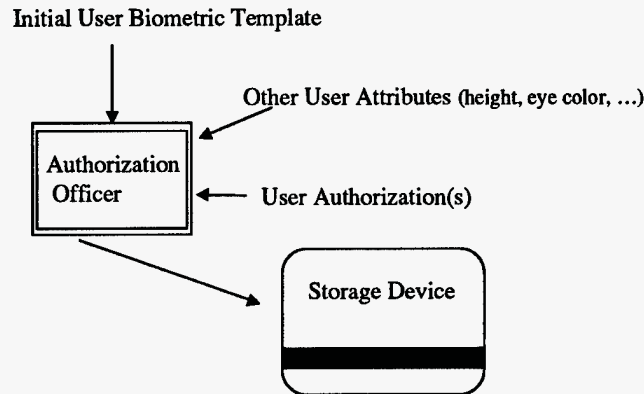 Initial User Biometric Template
Other User Attributes (height, eye color, ...)
Authorization
Officer
User Authorization(s)
Storage Device